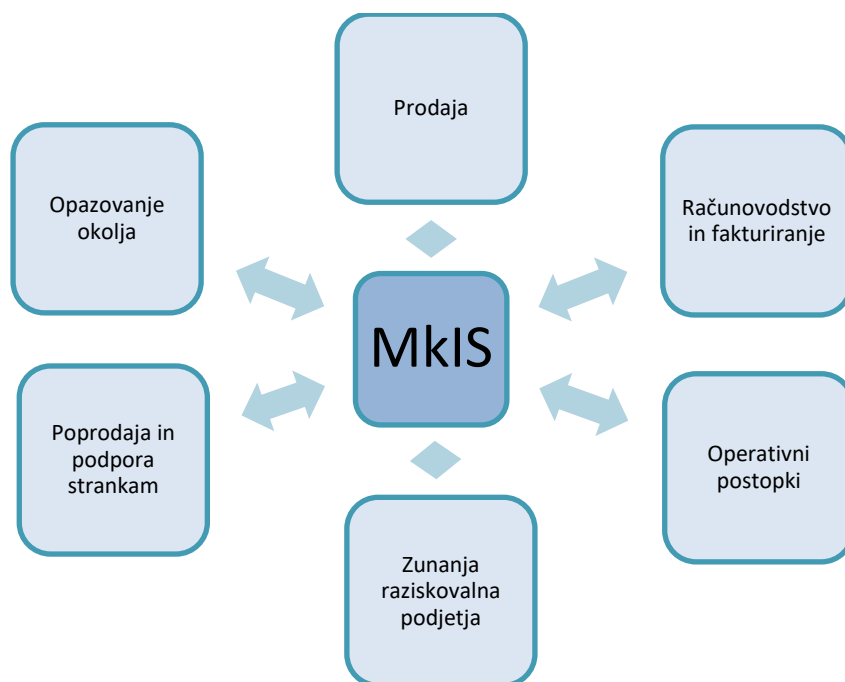 Prodaja
Opazovanje
okolja
Računovodstvo
in fakturiranje
MkIS
Poprodaja in
podpora
strankam
Operativni
postopki
Zunanja
raziskovalna
podjetja